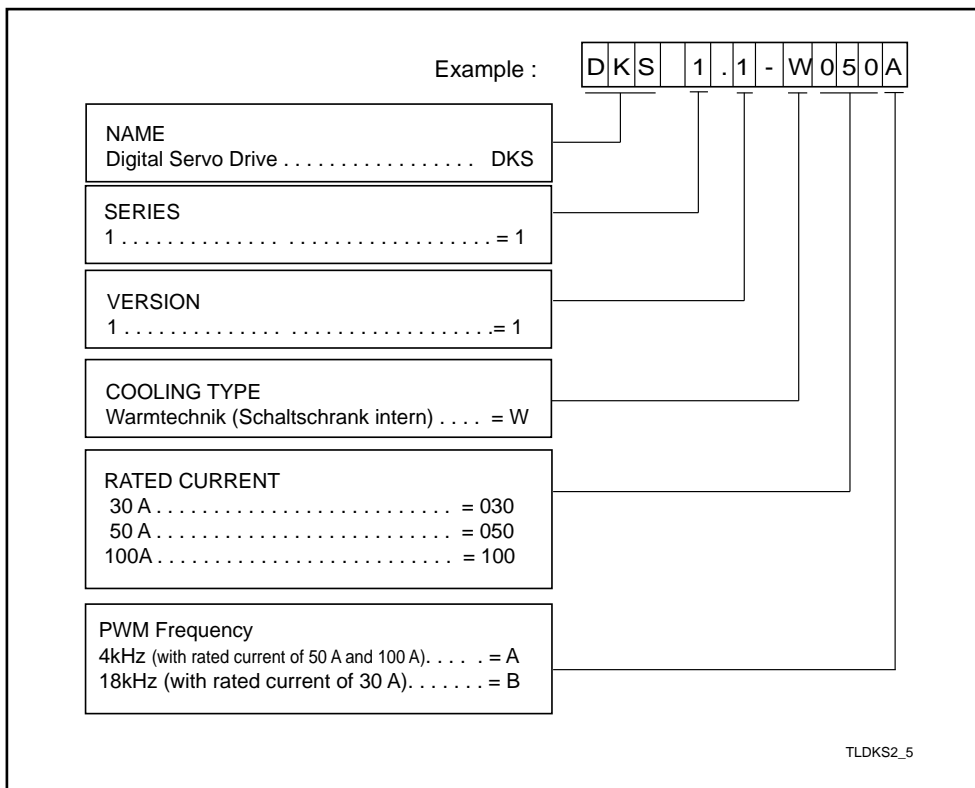 Example : DKS 1.1-W050A
NAME
Digital Servo Drive . . . . . . . . . . . . . . . . . DKS
SERIES
1 . . . . . . . . . . . . . . . . . . . . . . . . . . . . . . . . = 1
VERSION
1 . . . . . . . . . . . . . . . . . . . . . . . . . . . . . . . .= 1
COOLING TYPE
Warmtechnik (Schaltschrank intern) . . . . = W
RATED CURRENT
30 A . . . . . . . . . . . . . . . . . . . . . . . . . . = 030
50 A . . . . . . . . . . . . . . . . . . . . . . . . . . = 050
100A . . . . . . . . . . . . . . . . . . . . . . . . . . = 100
PWM Frequency
4kHz (with rated current of 50 A and 100 A). . . . . = A
18kHz (with rated current of 30 A). . . . . . . = B
TLDKS2_5